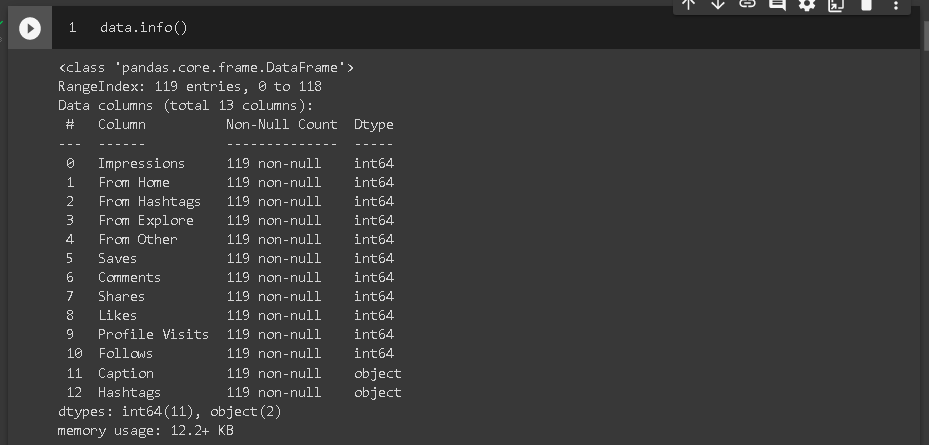 1 data.info()
<class 'pandas.core.frame.DataFrame'>
RangeIndex: 119 entries, 0 to 118
Data columns (total 13 columns):
 #   Column          Non-Null Count  Dtype
---  ------          --------------  -----
 0   Impressions     119 non-null    int64
 1   From Home       119 non-null    int64
 2   From Hashtags   119 non-null    int64
 3   From Explore    119 non-null    int64
 4   From Other      119 non-null    int64
 5   Saves           119 non-null    int64
 6   Comments        119 non-null    int64
 7   Shares          119 non-null    int64
 8   Likes           119 non-null    int64
 9   Profile Visits  119 non-null    int64
 10  Follows         119 non-null    int64
 11  Caption         119 non-null    object
 12  Hashtags        119 non-null    object
dtypes: int64(11), object(2)
memory usage: 12.2+ KB